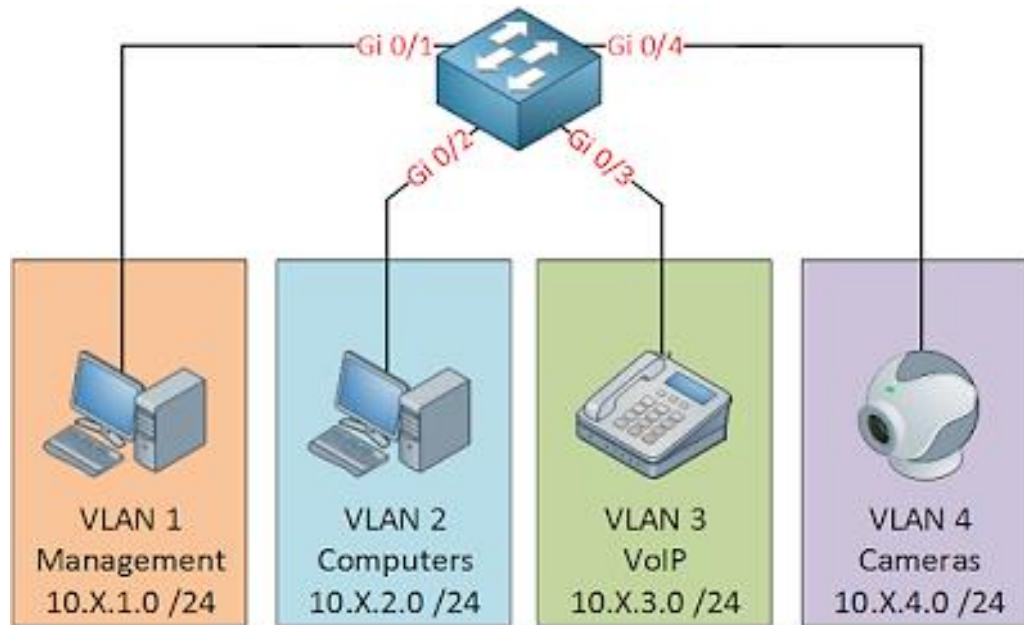 Gi 0/1
Gi 0/4
Gi 0/2
Gi 0/3
VLAN 1
Management
10.X.1.0 /24
VLAN 2
Computers
10.X.2.0 /24
VLAN 3
VoIP
10.X.3.0 /24
VLAN 4
Cameras
10.X.4.0 /24